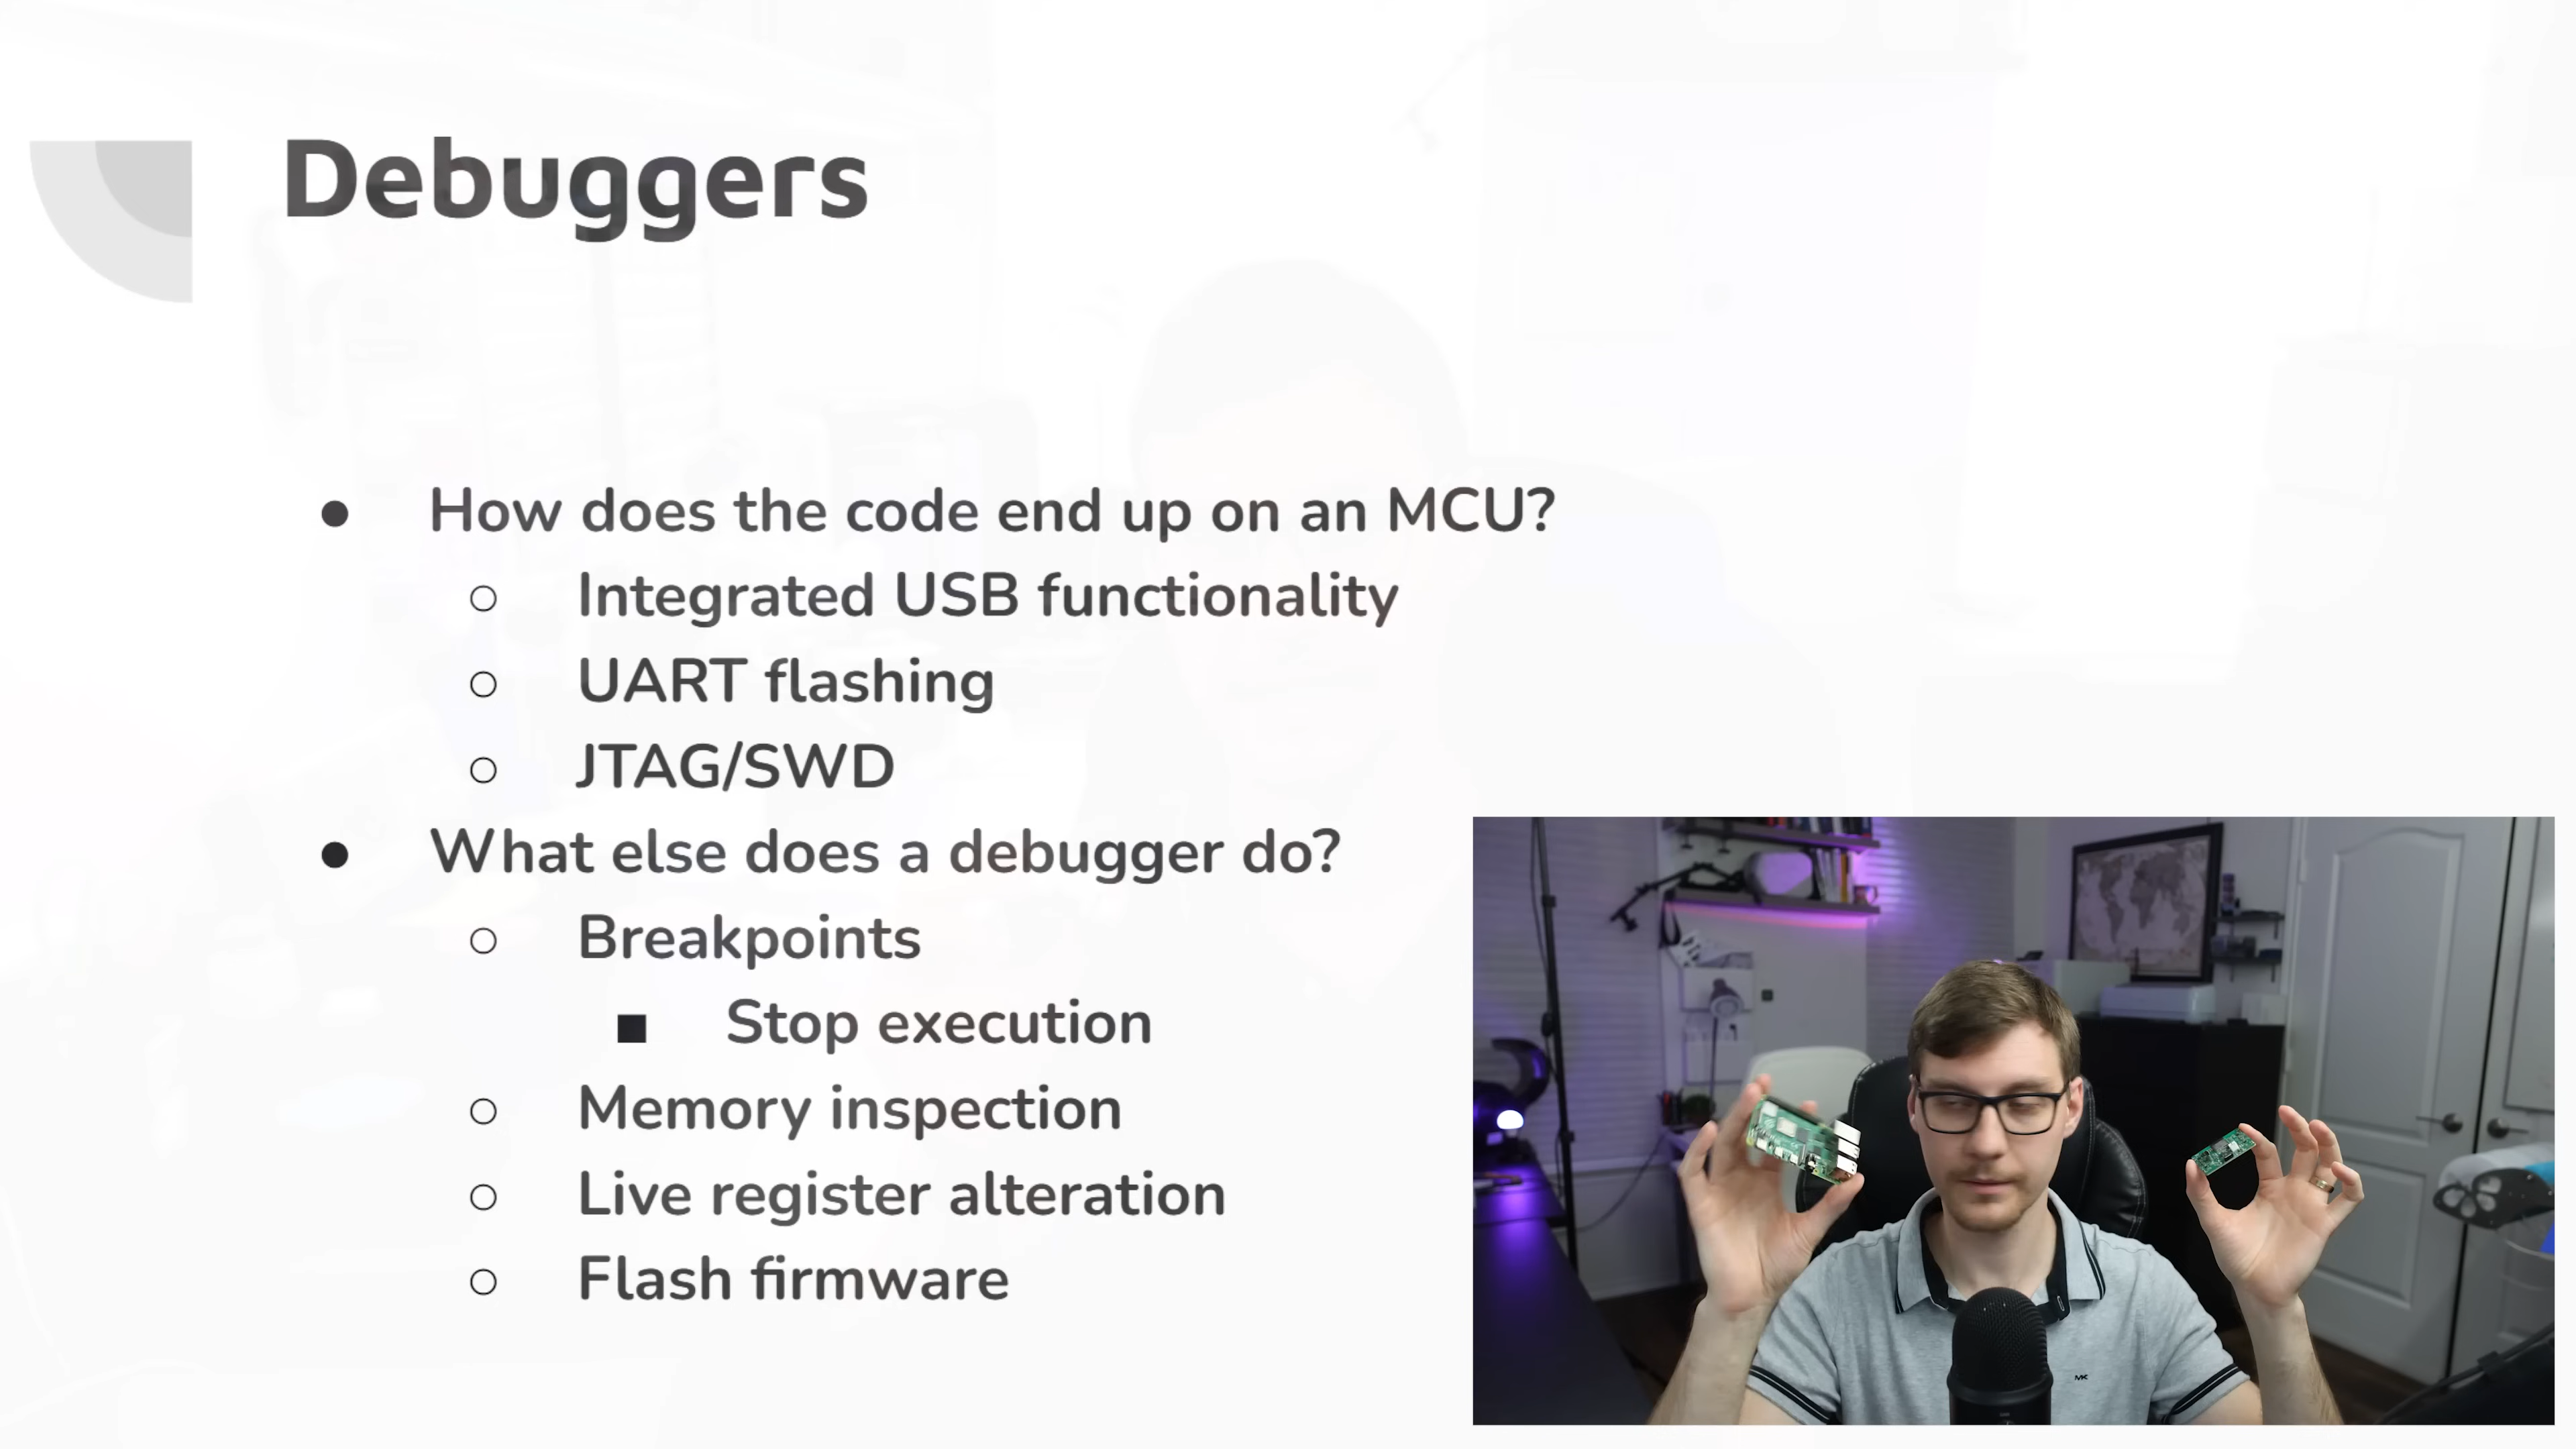 Debuggers
How does the code end up on an MCU?
Integrated USB functionality
UART flashing
JTAG/SWD
What else does a debugger do?
Breakpoints
Stop execution
Memory inspection
Live register alteration
Flash firmware
MK